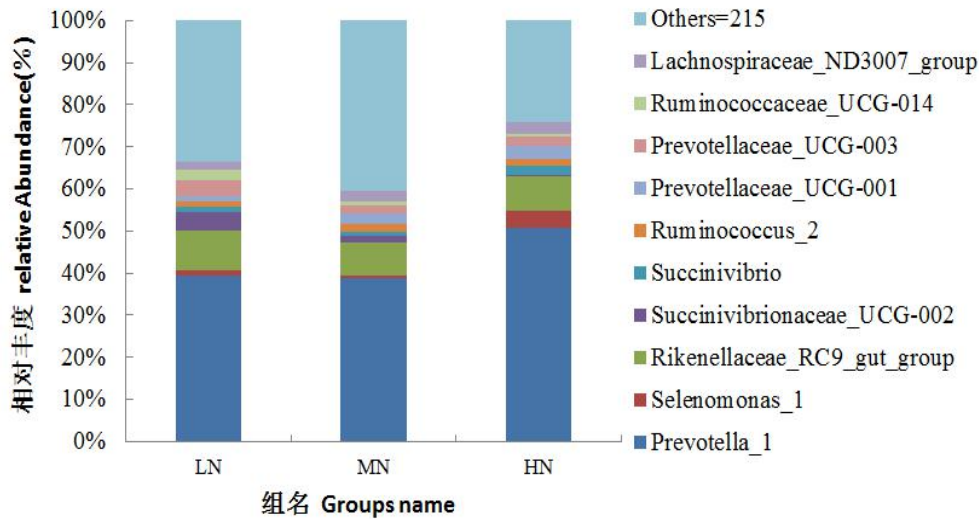 100%
90%
80%
70%
60%
50%
40%
30%
20%
10%
0%
相对丰度 relativeAbundance(%)
LN MN HN
组名 Groups name
Others=215
Lachnospiraceae_ND3007_group
Ruminococcaceae_UCG-014
Prevotellaceae_UCG-003
Prevotellaceae_UCG-001
Ruminococcus_2
Succinivibrio
Succinivibrionaceae_UCG-002
Rikenellaceae_RC9_gut_group
Selenomonas_1
Prevotella_1